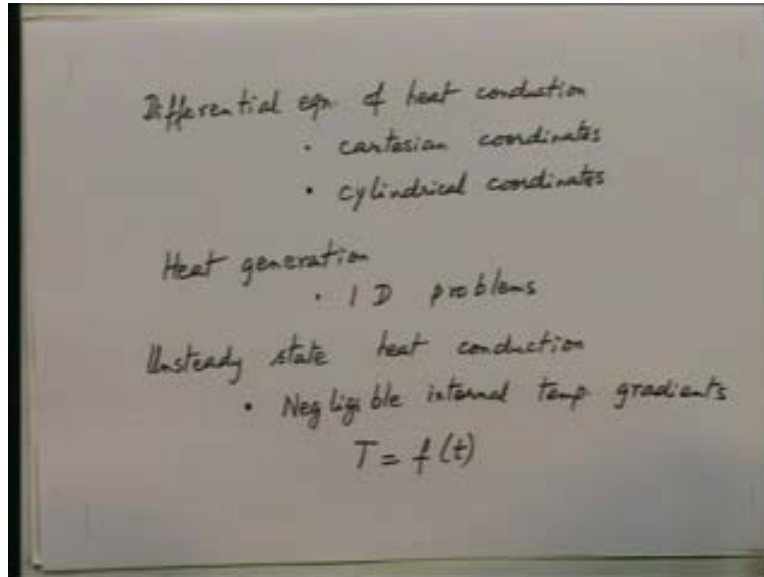 Differential eqn. of heat conduction
• cartesian coordinates
• cylindrical coordinates
Heat generation
• 1 D problems
Unsteady state heat conduction
• Negligible internal temp. gradients
T = f(t)